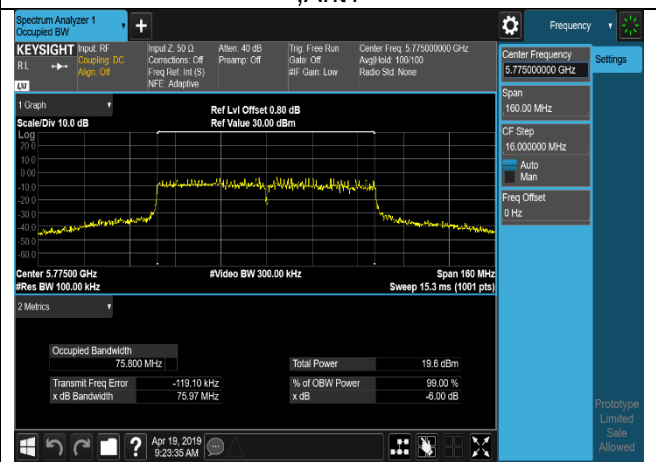 Spectrum Analyzer 1
Occupied BW
Frequency
KEYSIGHT Input: RF
RL
Coupling: DC
Align: Off
Input Z: 50 Ω
Corrections: Off
Freq Ref: Int (S)
NFE: Adaptive
Atten: 40 dB
Preamp: Off
Trig: Free Run
Gate: Off
#IF Gain: Low
Center Freq: 5.775000000 GHz
Avg|Hold: 100/100
Radio Std: None
Center Frequency
5.775000000 GHz
Settings
Span
160.00 MHz
CF Step
16.000000 MHz
Auto
Man
Freq Offset
0 Hz
1 Graph
Scale/Div 10.0 dB
Ref Lvl Offset 0.80 dB
Ref Value 30.00 dBm
Log
20.0
10.0
0.00
-10.0
-20.0
-30.0
-40.0
-50.0
-60.0
Center 5.77500 GHz
#Video BW 300.00 kHz
Span 160 MHz
#Res BW 100.00 kHz
Sweep 15.3 ms (1001 pts)
2 Metrics
Occupied Bandwidth
75.800 MHz
Total Power 19.6 dBm
Transmit Freq Error -119.10 kHz
% of OBW Power 99.00 %
x dB Bandwidth 75.97 MHz
x dB -6.00 dB
Prototype
Limited
Sale
Allowed
Apr 19, 2019
9:23:35 AM